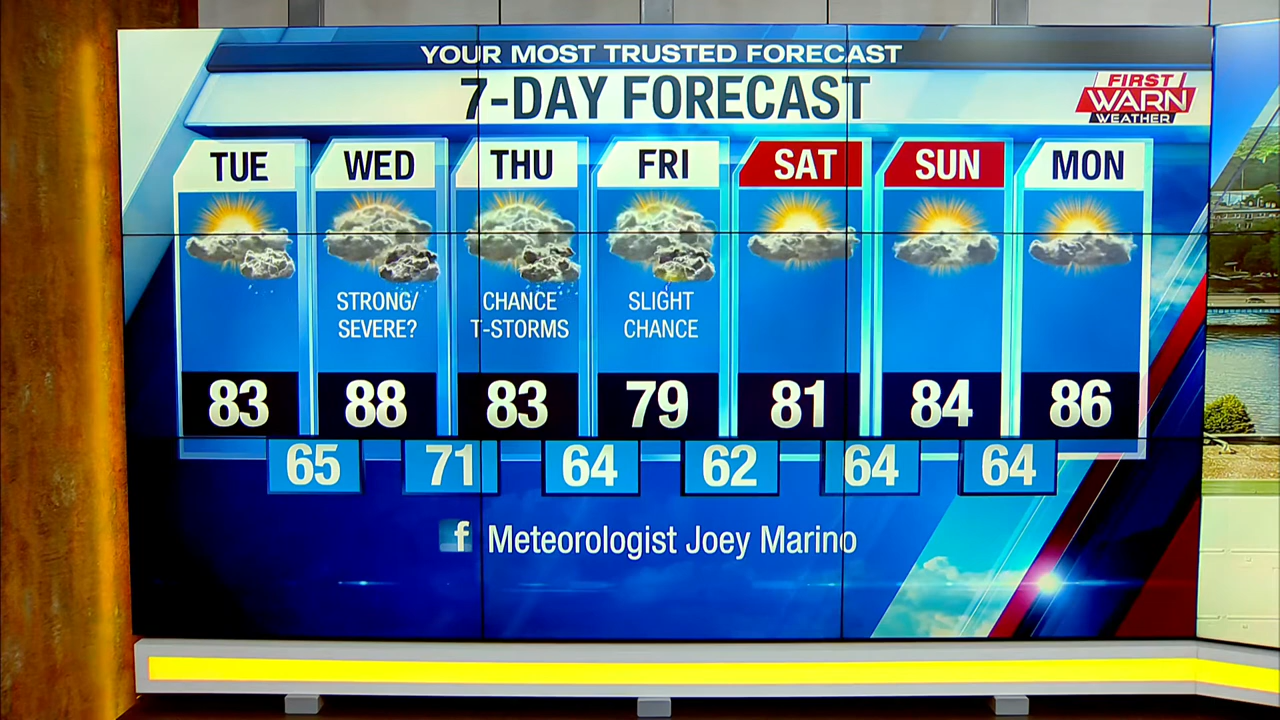 YOUR MOST TRUSTED FORECAST
7-DAY FORECAST
FIRST
WARN
WEATHER
TUE WED THU FRI SAT SUN MON
STRONG/ CHANCE SLIGHT
SEVERE? T-STORMS CHANCE
83 88 83 79 81 84 86
65 71 64 62 64 64
f Meteorologist Joey Marino